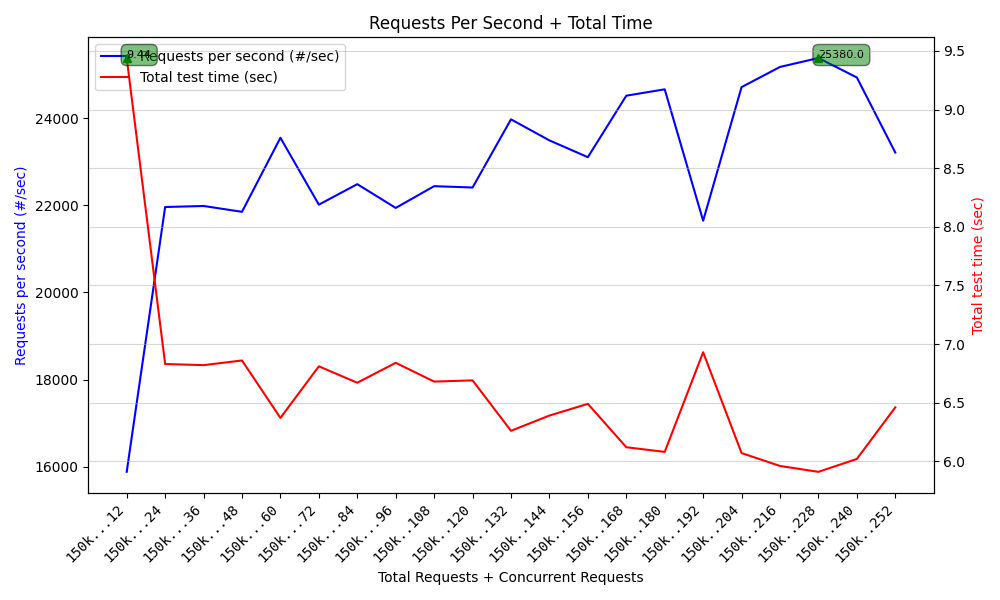 Requests Per Second + Total Time
9.44
Requests per second (#/sec)
Total test time (sec)
25380.0
24000
22000
20000
18000
16000
Requests per second (#/sec)
9.5
9.0
8.5
8.0
7.5
7.0
6.5
6.0
Total test time (sec)
150k...12
150k...24
150k...36
150k...48
150k...60
150k...72
150k...84
150k...96
150k..108
150k..120
150k..132
150k..144
150k..156
150k..168
150k..180
150k..192
150k..204
150k..216
150k..228
150k..240
150k..252
Total Requests + Concurrent Requests